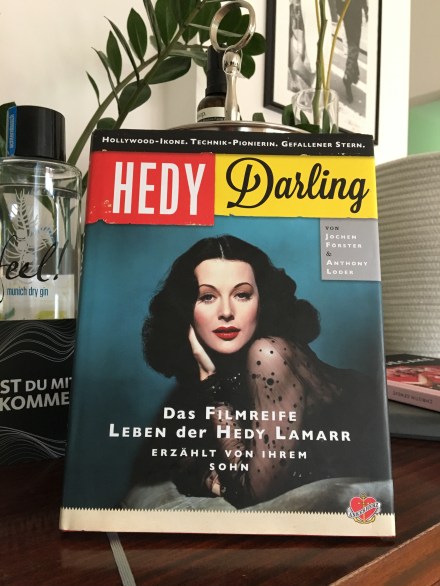 HOLLYWOOD-IKONE. TECHNIK-PIONIERIN. GEFALLENER STERN.
HEDY Darling
VON
JOCHEN
FÖRSTER
&
ANTHONY
LODER
DAS FILMREIFE
LEBEN DER HEDY LAMARR
ERZÄHLT VON IHREM
SOHN
feel!
munich dry gin
ST DU MIT
KOMME